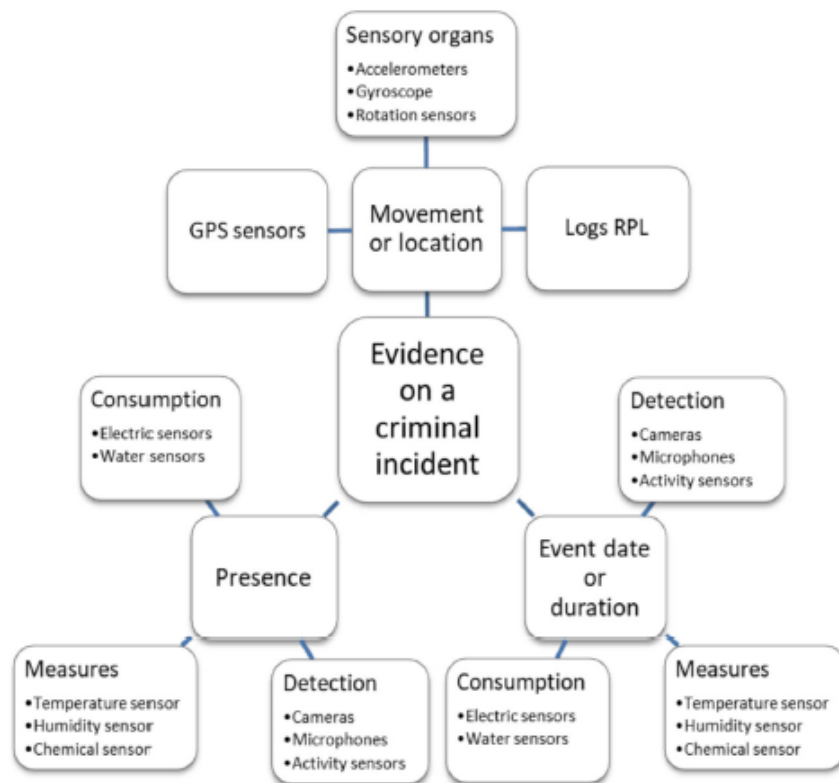 Sensory organs
•Accelerometers
•Gyroscope
•Rotation sensors
GPS sensors
Movement
or location
Logs RPL
Evidence
on a
criminal
incident
Consumption
•Electric sensors
•Water sensors
Detection
•Cameras
•Microphones
•Activity sensors
Presence
Event date
or
duration
Measures
•Temperature sensor
•Humidity sensor
•Chemical sensor
Detection
•Cameras
•Microphones
•Activity sensors
Consumption
•Electric sensors
•Water sensors
Measures
•Temperature sensor
•Humidity sensor
•Chemical sensor